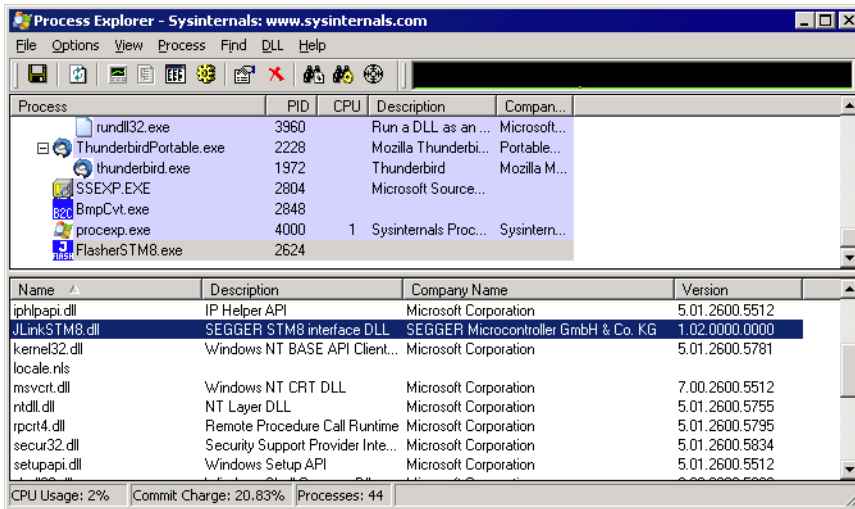 Process Explorer - Sysinternals: www.sysinternals.com
File Options View Process Find DLL Help
Process PID CPU Description Compan...
rundll32.exe 3960 Run a DLL as an ... Microsoft...
ThunderbirdPortable.exe 2228 Mozilla Thunderbi... Portable...
thunderbird.exe 1972 Thunderbird Mozilla M...
SSEXP.EXE 2804 Microsoft Source...
B2C BmpCvt.exe 2848
procexp.exe 4000 1 Sysinternals Proc... Sysintern...
J FLASH FlasherSTM8.exe 2624
Name Description Company Name Version
iphlpapi.dll IP Helper API Microsoft Corporation 5.01.2600.5512
JLinkSTM8.dll SEGGER STM8 interface DLL SEGGER Microcontroller GmbH & Co. KG 1.02.0000.0000
kernel32.dll Windows NT BASE API Client... Microsoft Corporation 5.01.2600.5781
locale.nls
msvcrt.dll Windows NT CRT DLL Microsoft Corporation 7.00.2600.5512
ntdll.dll NT Layer DLL Microsoft Corporation 5.01.2600.5755
rpcrt4.dll Remote Procedure Call Runtime Microsoft Corporation 5.01.2600.5795
secur32.dll Security Support Provider Inte... Microsoft Corporation 5.01.2600.5834
setupapi.dll Windows Setup API Microsoft Corporation 5.01.2600.5512
CPU Usage: 2% Commit Charge: 20.83% Processes: 44